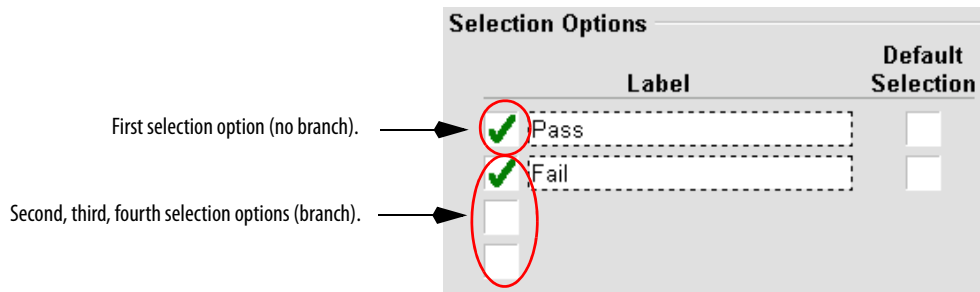 Selection Options
Default
Label Selection
First selection option (no branch). Pass
Fail
Second, third, fourth selection options (branch).